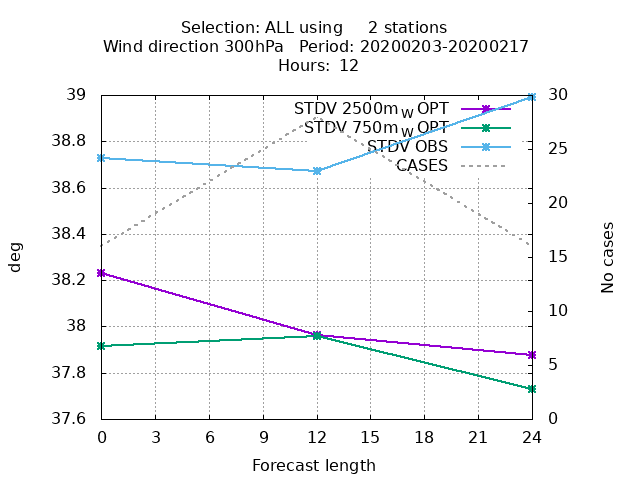 Selection: ALL using     2 stations
Wind direction 300hPa   Period: 20200203-20200217
Hours: 12
39
38.8
38.6
38.4
38.2
38
37.8
37.6
deg
STDV 2500m_W OPT
STDV 750m_W OPT
STDV OBS
CASES
30
25
20
15
10
5
0
No cases
0 3 6 9 12 15 18 21 24
Forecast length